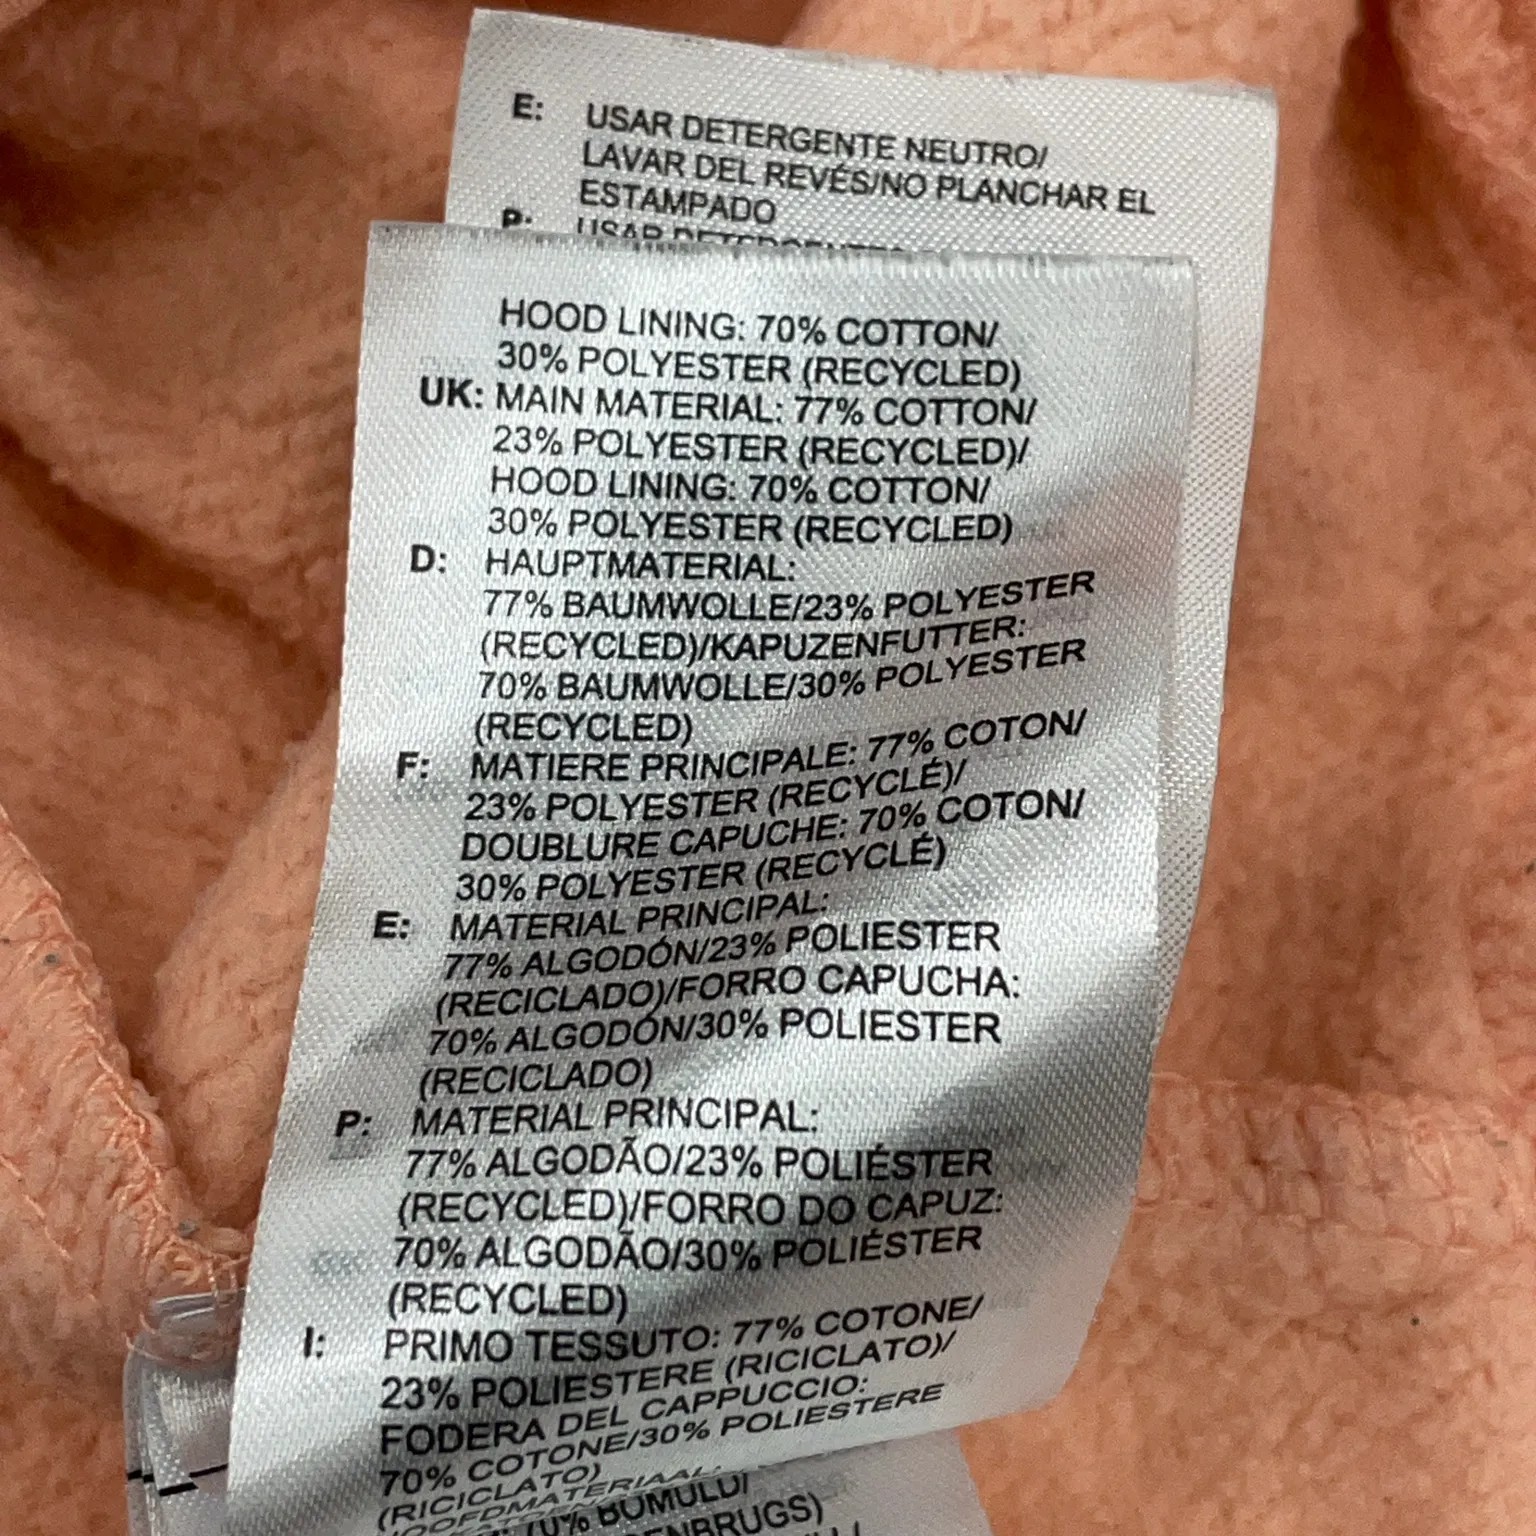 E: USAR DETERGENTE NEUTRO/
LAVAR DEL REVÉS/NO PLANCHAR EL
ESTAMPADO
P: USAR DETERGENTE
HOOD LINING: 70% COTTON/
30% POLYESTER (RECYCLED)
UK: MAIN MATERIAL: 77% COTTON/
23% POLYESTER (RECYCLED)/
HOOD LINING: 70% COTTON/
30% POLYESTER (RECYCLED)
D: HAUPTMATERIAL:
77% BAUMWOLLE/23% POLYESTER
(RECYCLED)/KAPUZENFUTTER:
70% BAUMWOLLE/30% POLYESTER
(RECYCLED)
F: MATIERE PRINCIPALE: 77% COTON/
23% POLYESTER (RECYCLÉ)/
DOUBLURE CAPUCHE: 70% COTON/
30% POLYESTER (RECYCLÉ)
E: MATERIAL PRINCIPAL:
77% ALGODÓN/23% POLIESTER
(RECICLADO)/FORRO CAPUCHA:
70% ALGODÓN/30% POLIESTER
(RECICLADO)
P: MATERIAL PRINCIPAL:
77% ALGODÃO/23% POLIÉSTER
(RECYCLED)/FORRO DO CAPUZ:
70% ALGODÃO/30% POLIÉSTER
(RECYCLED)
I: PRIMO TESSUTO: 77% COTONE/
23% POLIESTERE (RICICLATO)/
FODERA DEL CAPPUCCIO:
70% COTONE/30% POLIESTERE
(RICICLATO)
HOOFDMATERIAAL:
70% BOMULD/